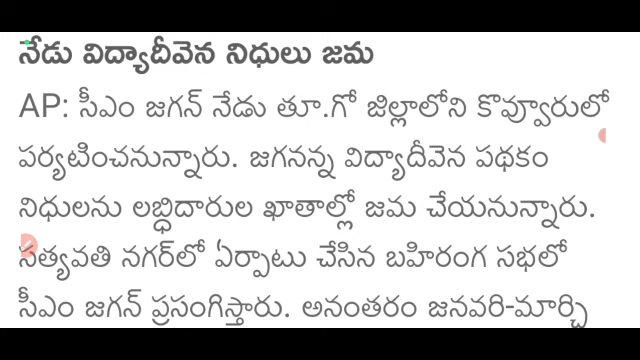 నేడు విద్యాదీవెన నిధులు జమ
AP: సీఎం జగన్ నేడు తూ.గో జిల్లాలోని కొవ్వూరులో
పర్యటించనున్నారు. జగనన్న విద్యాదీవెన పథకం
నిధులను లబ్ధిదారుల ఖాతాల్లో జమ చేయనున్నారు.
సత్యవతి నగర్‌లో ఏర్పాటు చేసిన బహిరంగ సభలో
సీఎం జగన్ ప్రసంగిస్తారు. అనంతరం జనవరి-మార్చి